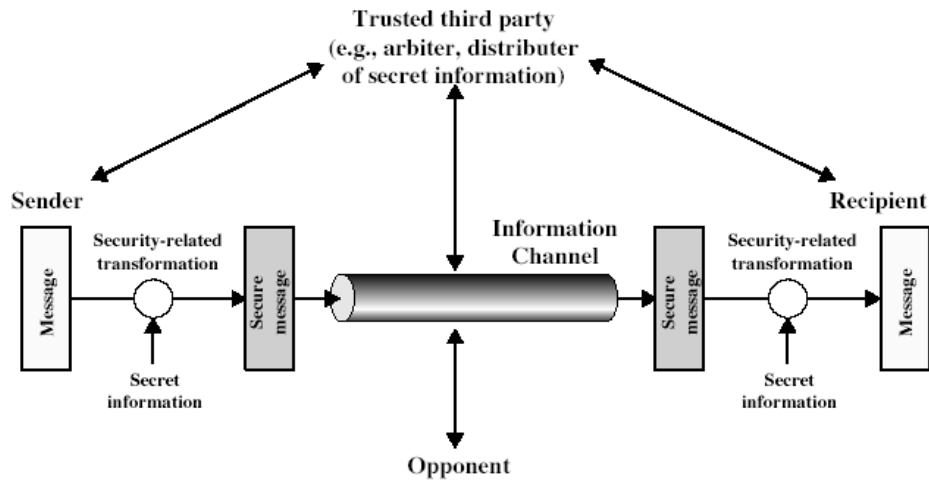 Trusted third party
(e.g., arbiter, distributer
of secret information)
Sender
Recipient
Information
Channel
Security-related
transformation
Security-related
transformation
Message
Secure
message
Secure
message
Message
Secret
information
Secret
information
Opponent